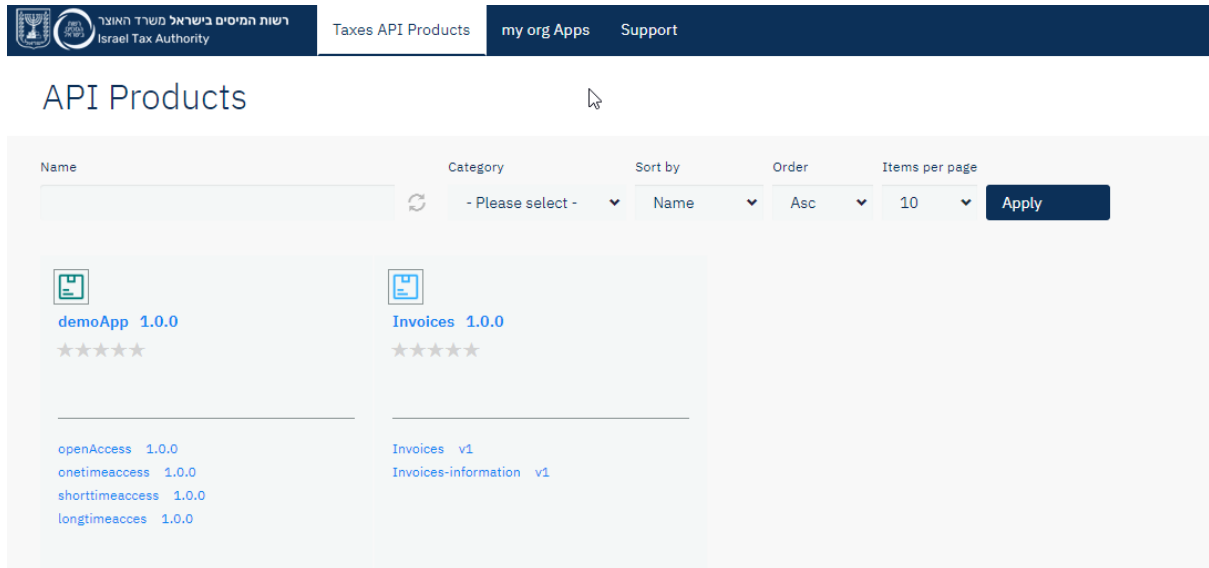 רשות המיסים בישראל משרד האוצר
Israel Tax Authority
Taxes API Products
my org Apps
Support
API Products
Name
Category
Sort by
Order
Items per page
- Please select -
Name
Asc
10
Apply
demoApp 1.0.0
Invoices 1.0.0
openAccess 1.0.0
onetimeaccess 1.0.0
shorttimeaccess 1.0.0
longtimeacces 1.0.0
Invoices v1
Invoices-information v1